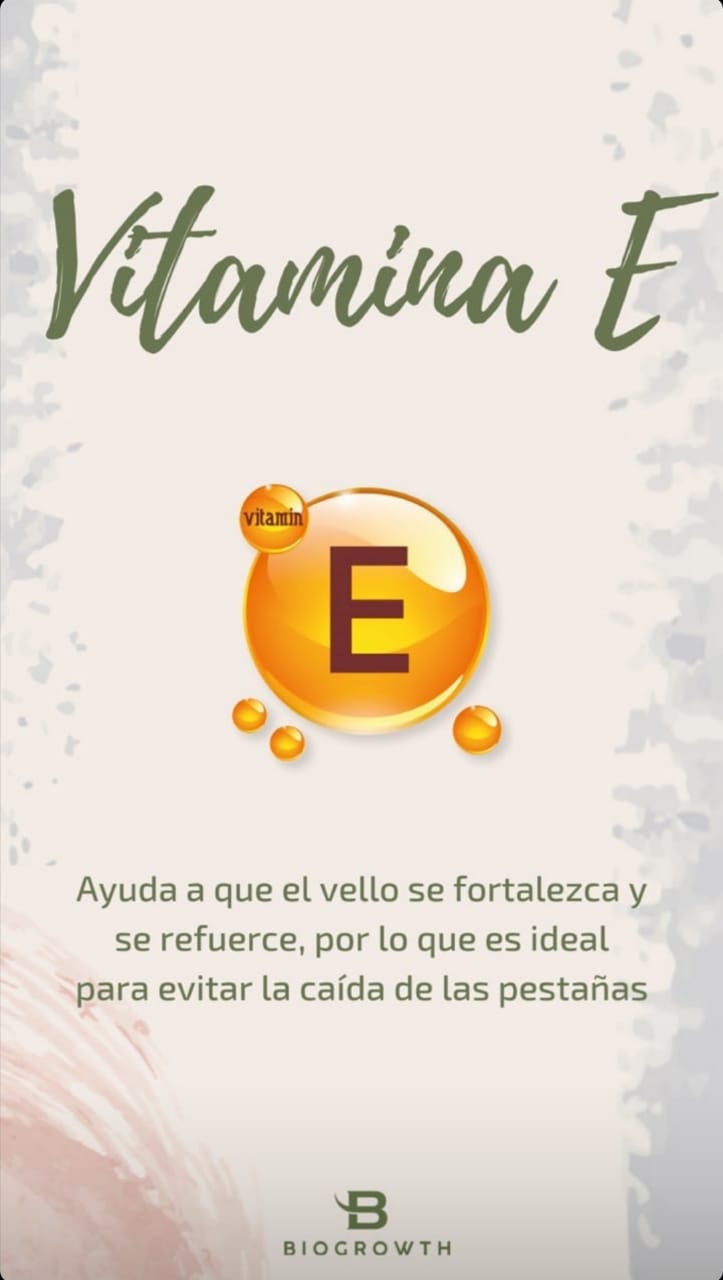 Vitamina E
vitamin
E
Ayuda a que el vello se fortalezca y
se refuerce, por lo que es ideal
para evitar la caída de las pestañas
B
BIOGROWTH